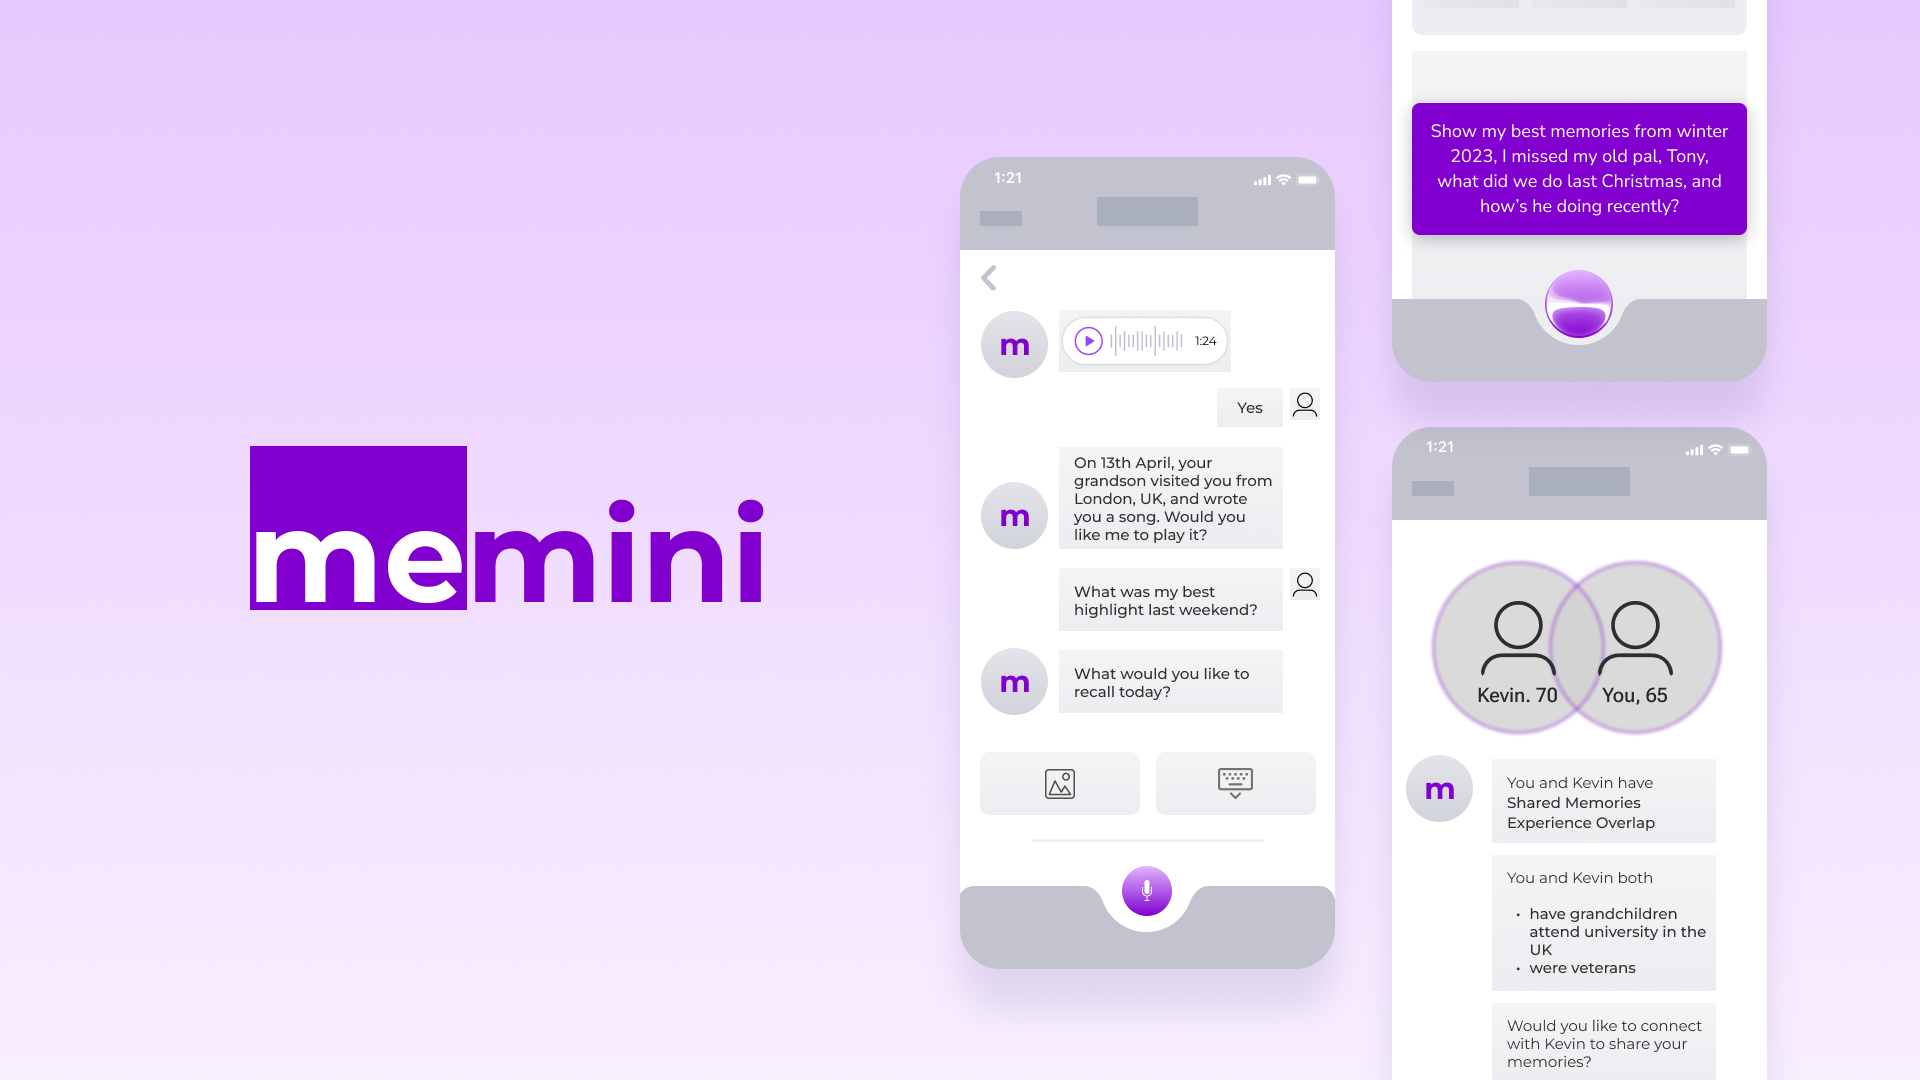 memini
1:21
m
1:24
Yes
m
On 13th April, your
grandson visited you from
London, UK, and wrote
you a song. Would you
like me to play it?
What was my best
highlight last weekend?
m
What would you like to
recall today?
Show my best memories from winter
2023, I missed my old pal, Tony,
what did we do last Christmas, and
how’s he doing recently?
1:21
Kevin. 70
You, 65
m
You and Kevin have
Shared Memories
Experience Overlap
You and Kevin both
• have grandchildren
attend university in the
UK
• were veterans
Would you like to connect
with Kevin to share your
memories?